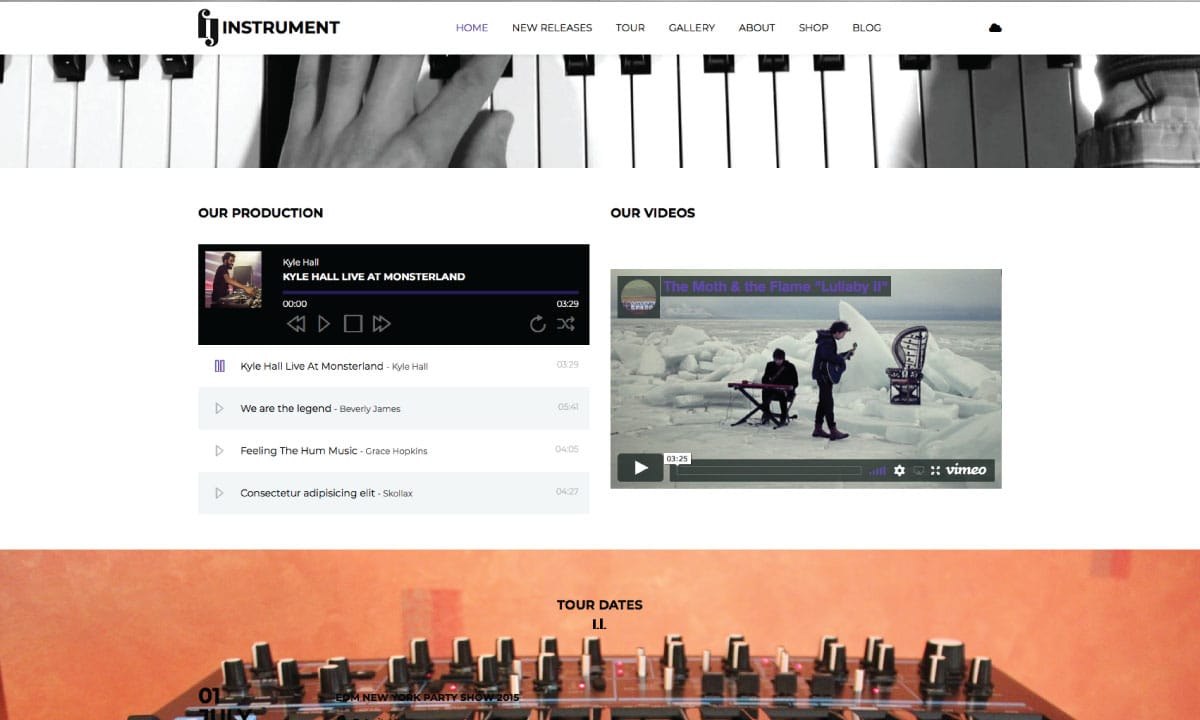 INSTRUMENT
HOME NEW RELEASES TOUR GALLERY ABOUT SHOP BLOG
OUR PRODUCTION
Kyle Hall
KYLE HALL LIVE AT MONSTERLAND
00:00 03:29
Kyle Hall Live At Monsterland - Kyle Hall 03:29
We are the legend - Beverly James 05:41
Feeling The Hum Music - Grace Hopkins 04:05
Consectetur adipisicing elit - Skollax 04:27
OUR VIDEOS
The Moth & the Flame "Lullaby II"
03:25
vimeo
TOUR DATES
01
JULY
EDM NEW YORK PARTY SHOW 2015